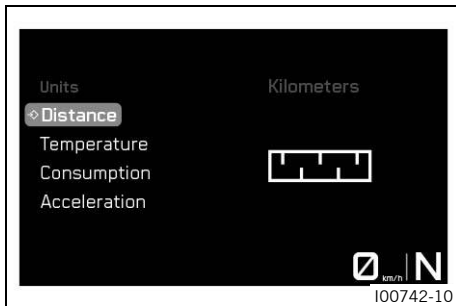 Units
Kilometers
Distance
Temperature
Consumption
Acceleration
0 km/h N
I00742-10